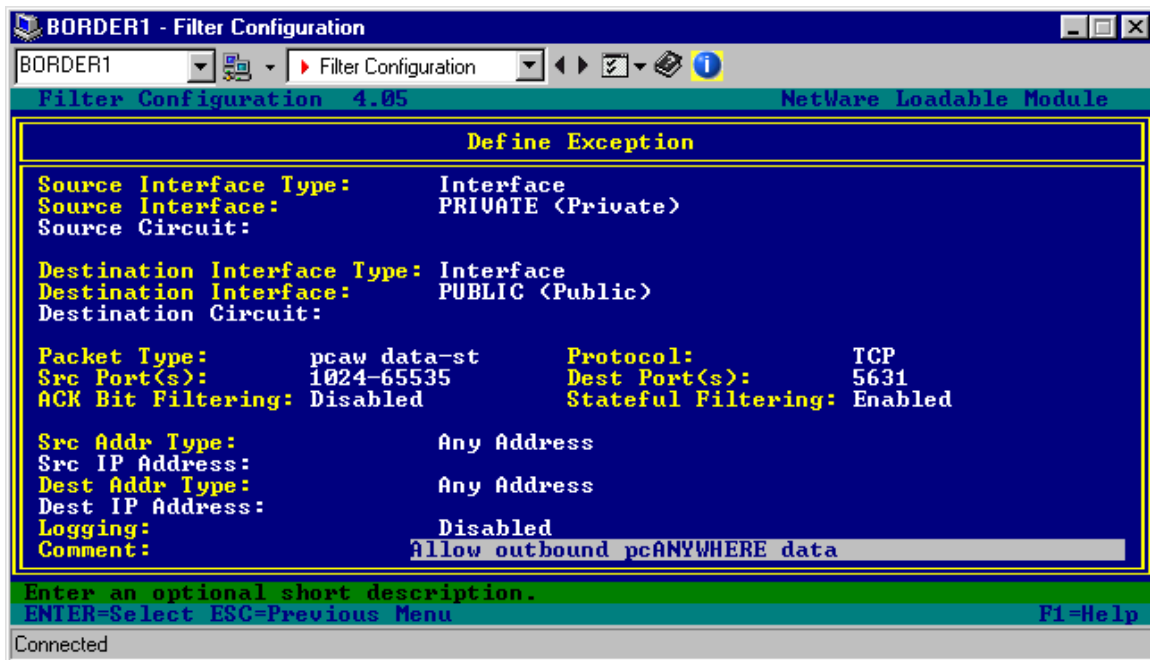 BORDER1 - Filter Configuration
BORDER1 Filter Configuration
Filter Configuration 4.05 NetWare Loadable Module
Define Exception
Source Interface Type: Interface
Source Interface: PRIVATE (Private)
Source Circuit:
Destination Interface Type: Interface
Destination Interface: PUBLIC (Public)
Destination Circuit:
Packet Type: pcaw data-st Protocol: TCP
Src Port(s): 1024-65535 Dest Port(s): 5631
ACK Bit Filtering: Disabled Stateful Filtering: Enabled
Src Addr Type: Any Address
Src IP Address:
Dest Addr Type: Any Address
Dest IP Address:
Logging: Disabled
Comment: Allow outbound pcANYWHERE data
Enter an optional short description.
ENTER=Select ESC=Previous Menu F1=Help
Connected